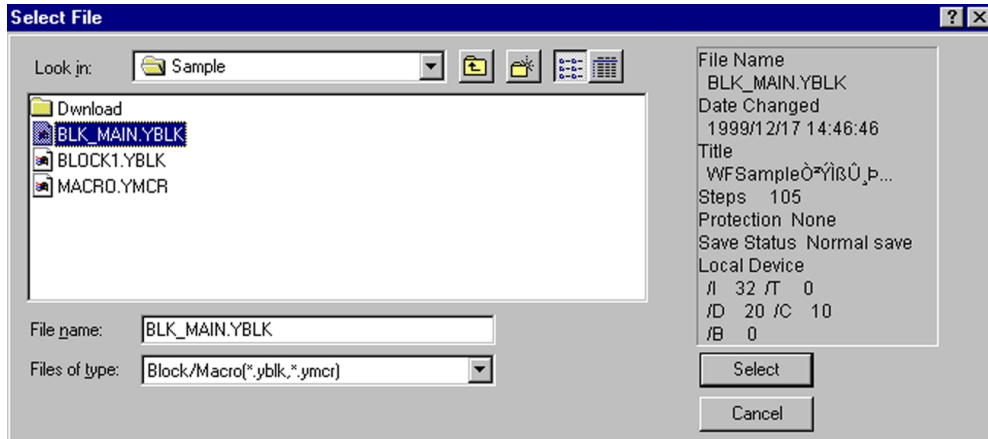 Select File
Look in: Sample
Dwnload
BLK_MAIN.YBLK
BLOCK1.YBLK
MACRO.YMCR
File name: BLK_MAIN.YBLK
Files of type: Block/Macro(*.yblk,*.ymcr)
File Name
BLK_MAIN.YBLK
Date Changed
1999/12/17 14:46:46
Title
WFSampleÒ²ÝÌßÛ¸Þ...
Steps 105
Protection None
Save Status Normal save
Local Device
/I 32 /T 0
/D 20 /C 10
/B 0
Select
Cancel